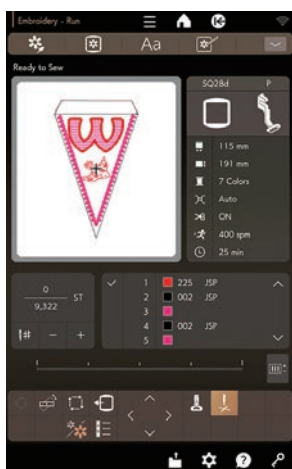 Embroidery - Run
Aa
Ready to Sew
W
SQ28d P
115 mm
191 mm
7 Colors
Auto
ON
400 spm
25 min
0
9,322 ST
# - +
1 225 JSP
2 002 JSP
3
4 002 JSP
5
?